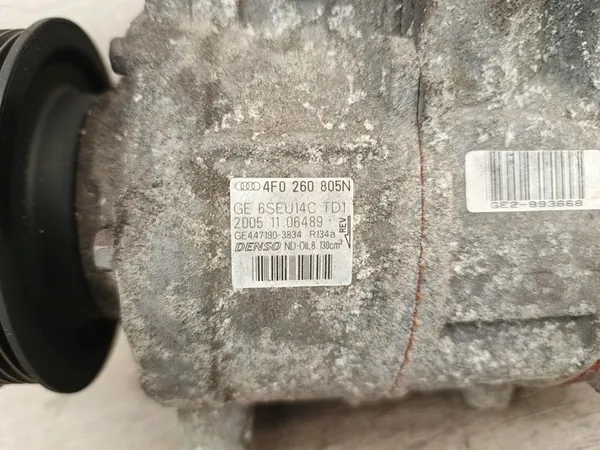 4F0 260 805N
GE 6SEU14C TD1
2005 11 06489
GE447190-3834 R134a
DENSO ND-OIL8 130cm³
REV
GE2-893668